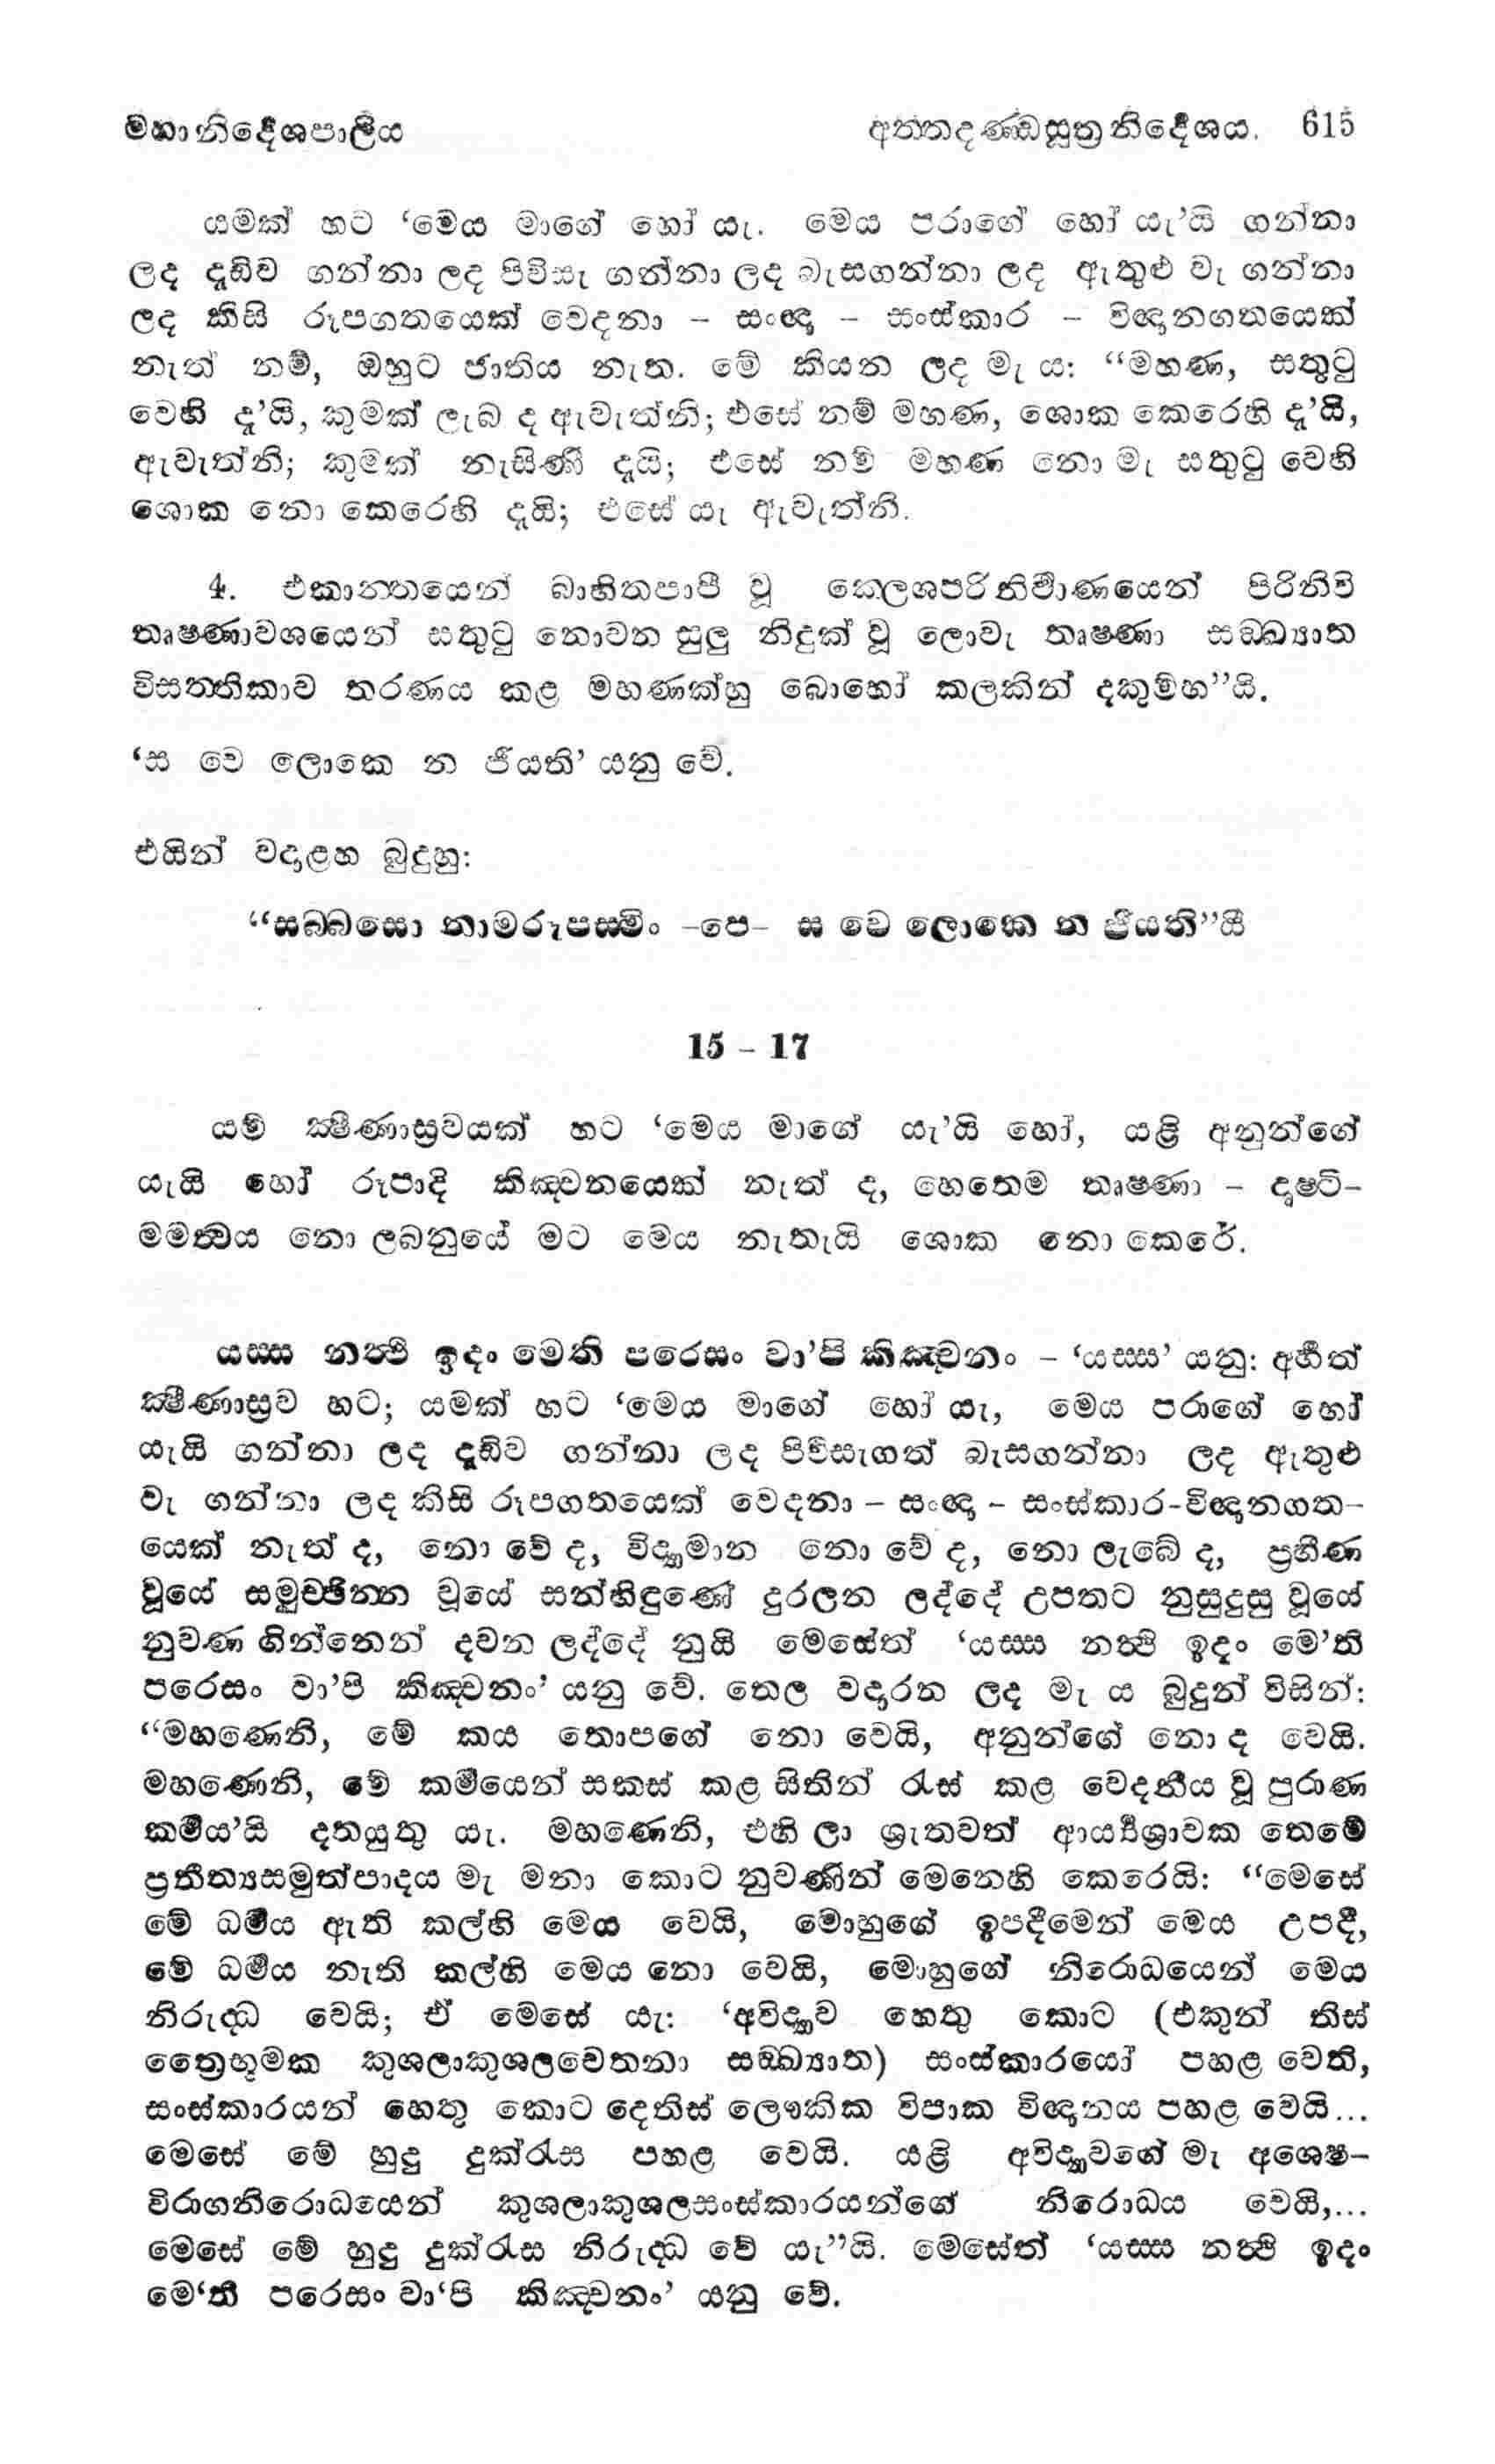 මහානිර්දේශපාලිය අත්තදණ්ඩසුත්‍රනිර්දේශය. 615
යමක් හට ‘මෙය මාගේ හෝ යැ. මෙය පරාගේ හෝ යැ’යි ගන්නා
ලද දෘඪව ගන්නා ලද පිවිසැ ගන්නා ලද බැසගන්නා ලද ඇතුළු වැ ගන්නා
ලද කිසි රූපගතයෙක් වෙදනා – සංඥා – සංස්කාර – විඥානගතයෙක්
නැත් නම්, ඔහුට ජාතිය නැත. මේ කියන ලද මැ ය: “මහණ, සතුටු
වෙහි දැ’යි, කුමක් ලැබ ද ඇවැත්නි; එසේ නම් මහණ, ශොක කෙරෙහි දැ’යි,
ඇවැත්නි; කුමක් නැසිණී දැයි; එසේ නම් මහණ නො මැ සතුටු වෙහි
ශොක නො කෙරෙහි දැයි; එසේ යැ ඇවැත්නි.
4. එකාන්තයෙන් බාහිතපාපී වූ ක්ලෙශපරිනිර්වාණයෙන් පිරිනිවි
තෘෂ්ණාවශයෙන් සතුටු නොවන සුලු නිදුක් වූ ලොවැ තෘෂ්ණා සඞ්ඛ්‍යාත
විසත්තිකාව තරණය කළ මහණක්හු බොහෝ කලකින් දකුම්හ”යි.
‘ස වෙ ලොකෙ න ජීයති’ යනු වේ.
එයින් වදාළහ බුදුහු:
“සබ්බසො නාමරූපස්මිං –පෙ– ස වෙ ලොකෙ න ජීයති”යී
15 – 17
යම් ක්ෂීණාස්‍රවයක් හට ‘මෙය මාගේ යැ’යි හෝ, යළි අනුන්ගේ
යැයි හෝ රූපාදි කිඤ්චනයෙක් නැත් ද, හෙතෙම තෘෂ්ණා – දෘෂ්ටි–
මමත්වය නො ලබනුයේ මට මෙය නැතැයි ශොක නො කෙරේ.
යස්ස නත්ථි ඉදං මෙති පරෙසං වා’පි කිඤ්චනං – ‘යස්ස’ යනු: අර්හත්
ක්ෂීණාස්‍රව හට; යමක් හට ‘මෙය මාගේ හෝ යැ, මෙය පරාගේ හෝ
යැයි ගන්නා ලද දෘඪව ගන්නා ලද පිවිසැගත් බැසගන්නා ලද ඇතුළු
වැ ගන්නා ලද කිසි රූපගතයෙක් වෙදනා – සංඥා – සංස්කාර-විඥානගත–
යෙක් නැත් ද, නො වේ ද, විද්‍යමාන නො වේ ද, නො ලැබේ ද, ප්‍රහීණ
වූයේ සමුච්ඡින්න වූයේ සන්හිඳුණේ දුරලන ලද්දේ උපතට නුසුදුසු වූයේ
නුවණ ගින්නෙන් දවන ලද්දේ නුයි මෙසේත් ‘යස්ස නත්ථි ඉදං මෙ’ති
පරෙසං වා’පි කිඤ්චනං’ යනු වේ. තෙල වදාරන ලද මැ ය බුදුන් විසින්:
“මහණෙනි, මේ කය තොපගේ නො වෙයි, අනුන්ගේ නො ද වෙයි.
මහණෙනි, මේ කර්මයෙන් සකස් කළ සිතින් රැස් කළ වෙදනීය වූ පුරාණ
කර්මය’යි දතයුතු යැ. මහණෙනි, එහි ලා ශ්‍රැතවත් ආර්‍ය්‍යශ්‍රාවක තෙමේ
ප්‍රතීත්‍යසමුත්පාදය මැ මනා කොට නුවණින් මෙනෙහි කෙරෙයි: “මෙසේ
මේ ධර්මය ඇති කල්හි මෙය වෙයි, මොහුගේ ඉපදීමෙන් මෙය උපදී,
මේ ධර්මය නැති කල්හි මෙය නො වෙයි, මොහුගේ නිරොධයෙන් මෙය
නිරුද්ධ වෙයි; ඒ මෙසේ යැ: ‘අවිද්‍යාව හෙතු කොට (එකුන් තිස්
ත්‍රෛභූමක කුශලාකුශලචෙතනා සඞ්ඛ්‍යාත) සංස්කාරයෝ පහළ වෙති,
සංස්කාරයන් හෙතු කොට දෙතිස් ලෞකික විපාක විඥානය පහළ වෙයි...
මෙසේ මේ හුදු දුක්රැස පහළ වෙයි. යළි අවිද්‍යාවගේ මැ අශෙෂ–
විරාගනිරොධයෙන් කුශලාකුශලසංස්කාරයන්ගේ නිරොධය වෙයි,...
මෙසේ මේ හුදු දුක්රැස නිරුද්ධ වේ යැ”යි. මෙසේත් ‘යස්ස නත්ථි ඉදං
මෙ‘ති පරෙසං වා‘පි කිඤ්චනං’ යනු වේ.